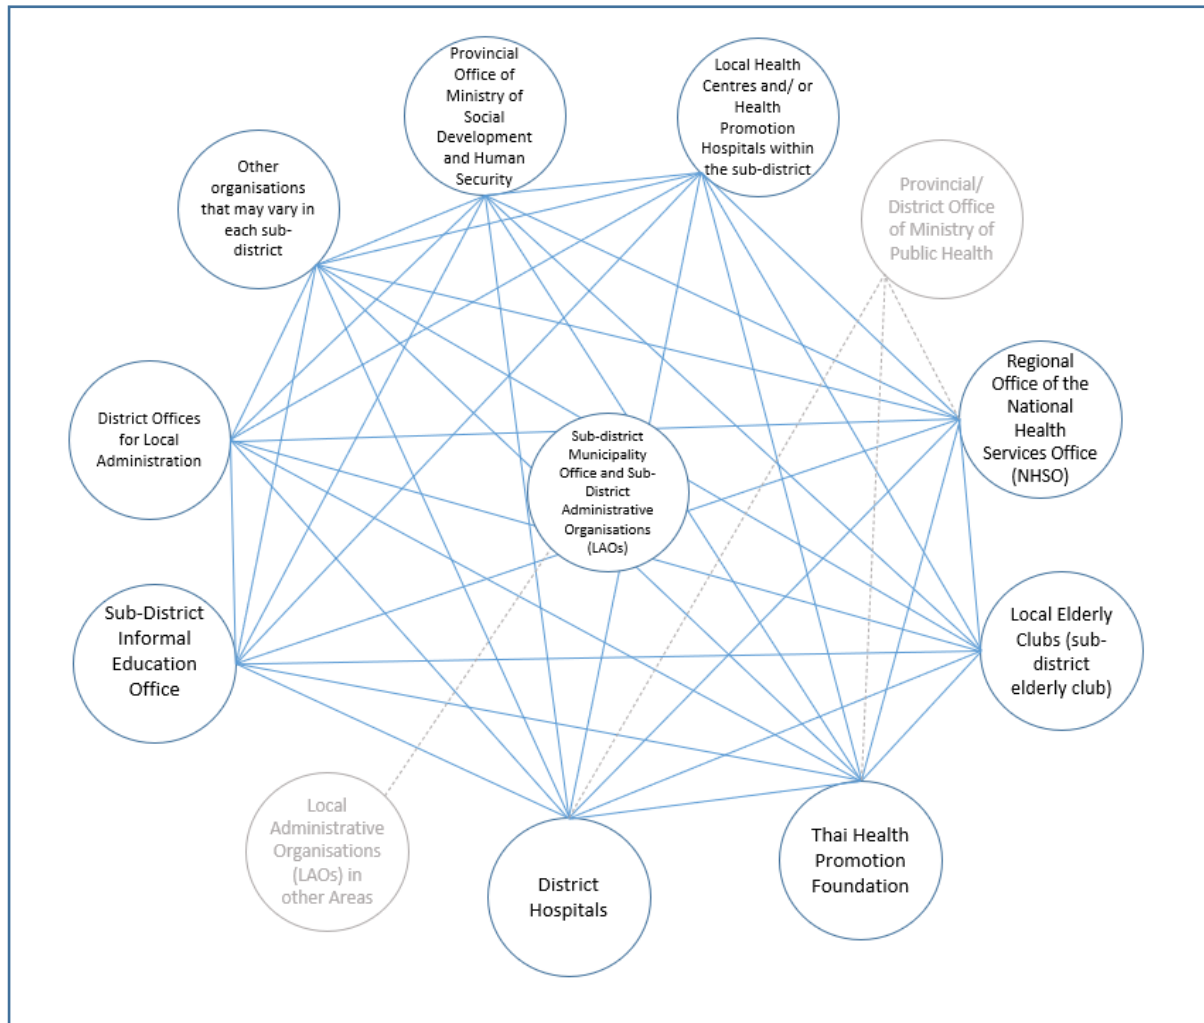 Provincial
Office of
Ministry of
Social
Development
and Human
Security
Local Health
Centres and/ or
Health
Promotion
Hospitals within
the sub-district
Other
organisations
that may vary in
each sub-
district
Provincial/
District Office
of Ministry of
Public Health
Regional
Office of the
National
Health
Services Office
(NHSO)
District Offices
for Local
Administration
Sub-district
Municipality
Office and Sub-
District
Administrative
Organisations
(LAOs)
Sub-District
Informal
Education
Office
Local Elderly
Clubs (sub-
district
elderly club)
Local
Administrative
Organisations
(LAOs) in
other Areas
District
Hospitals
Thai Health
Promotion
Foundation